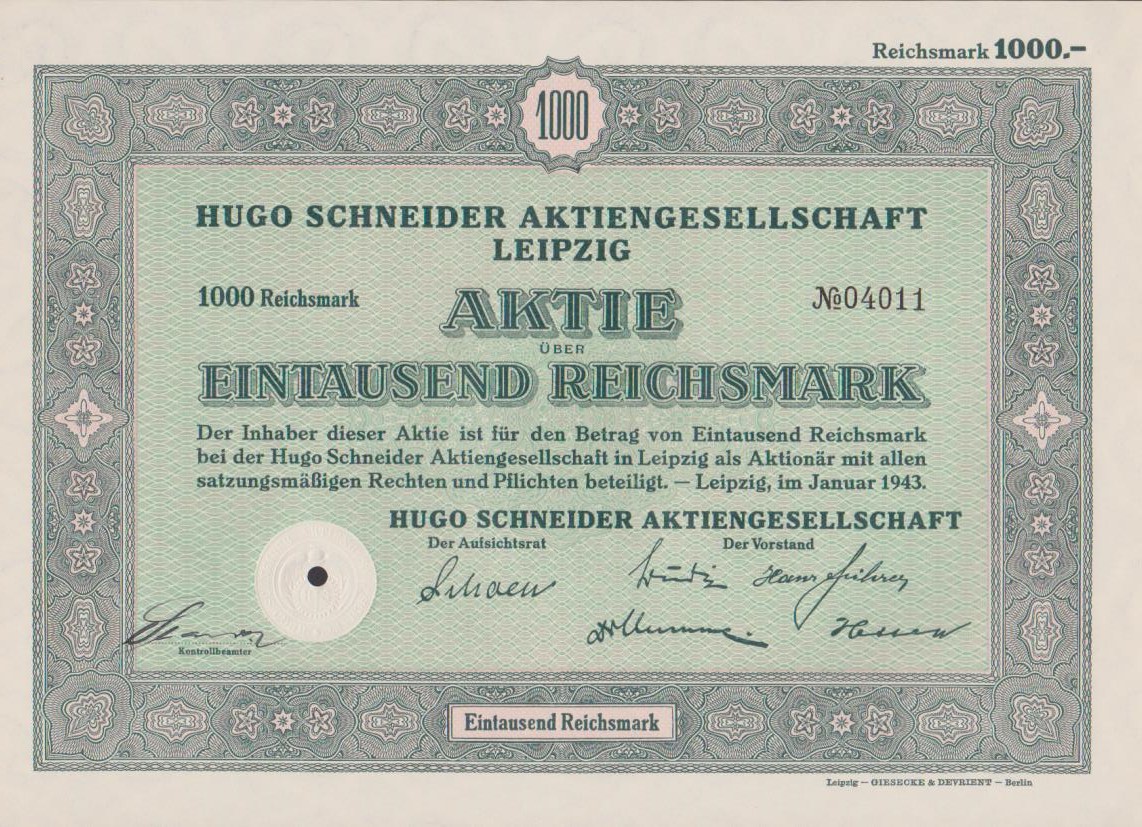 Reichsmark 1000.–
1000
HUGO SCHNEIDER AKTIENGESELLSCHAFT
LEIPZIG
1000 Reichsmark
AKTIE
№04011
ÜBER
EINTAUSEND REICHSMARK
Der Inhaber dieser Aktie ist für den Betrag von Eintausend Reichsmark
bei der Hugo Schneider Aktiengesellschaft in Leipzig als Aktionär mit allen
satzungsmäßigen Rechten und Pflichten beteiligt. — Leipzig, im Januar 1943.
HUGO SCHNEIDER AKTIENGESELLSCHAFT
Der Aufsichtsrat
Der Vorstand
Kontrollbeamter
Eintausend Reichsmark
Leipzig — GIESECKE & DEVRIENT — Berlin